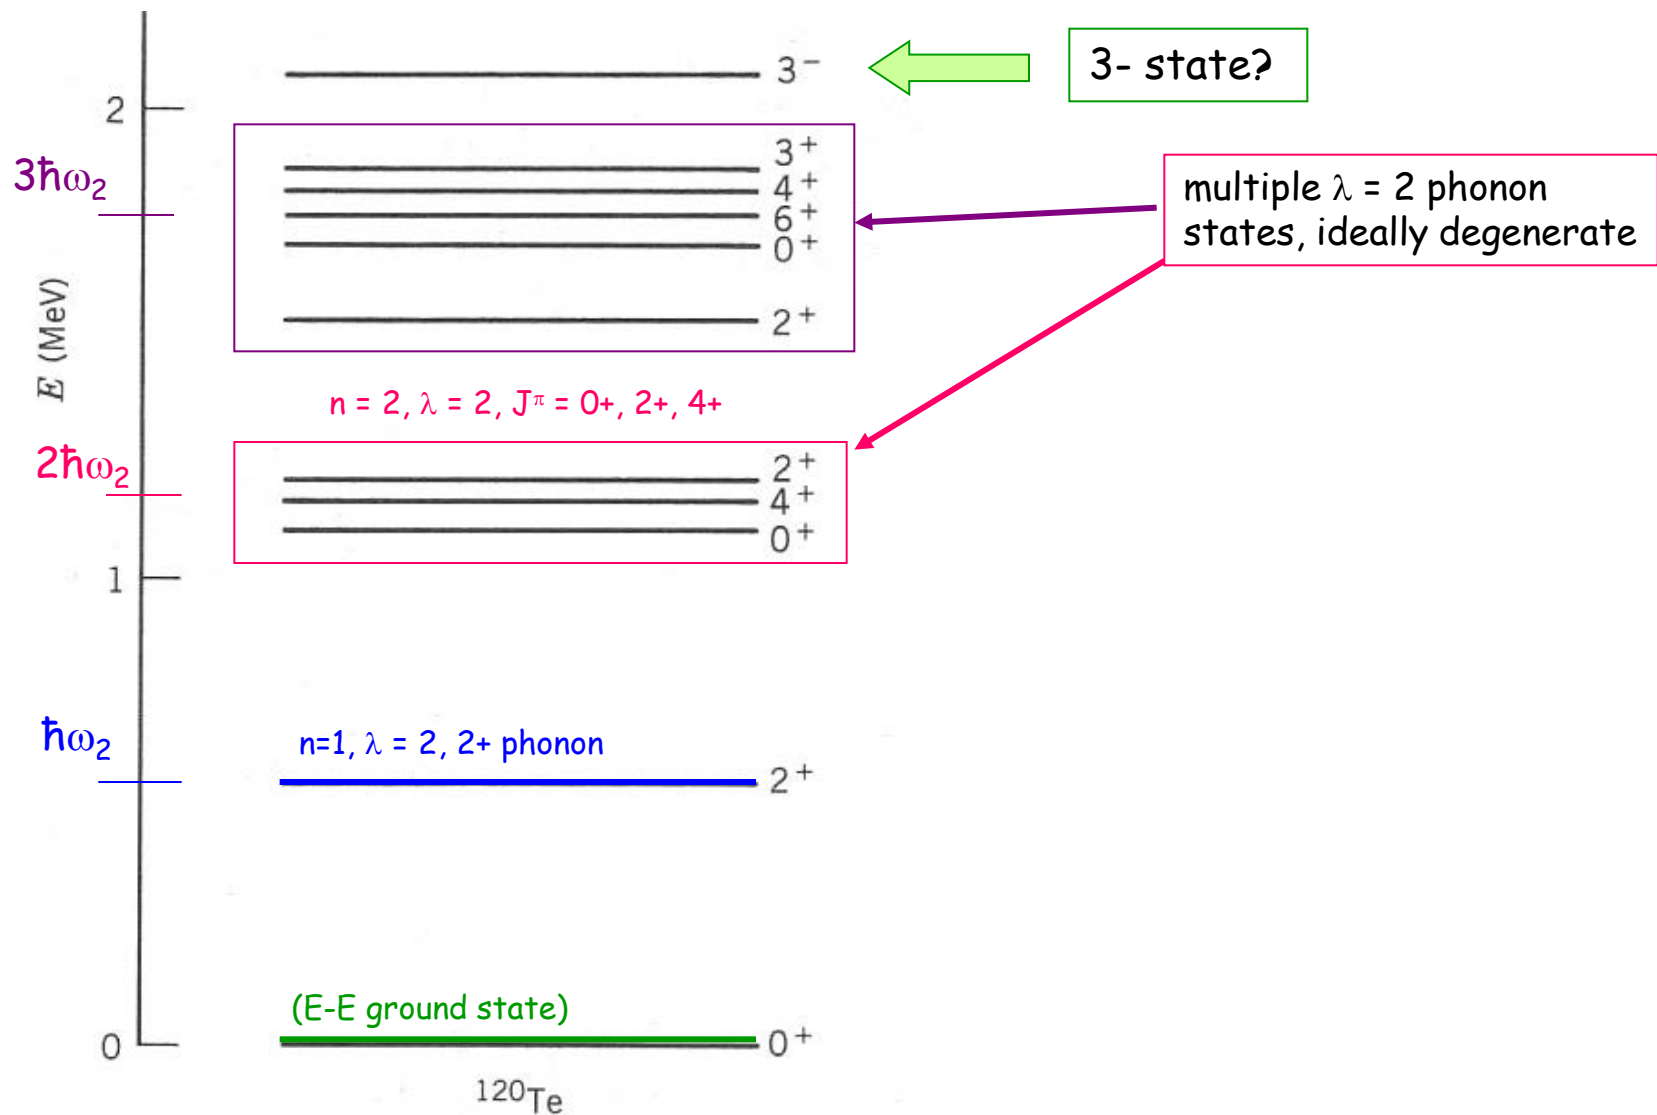 3⁻
3- state?
2
3⁺
3ħω₂
4⁺
6⁺
0⁺
multiple λ = 2 phonon
states, ideally degenerate
E (MeV)
2⁺
n = 2, λ = 2, Jᵖ = 0+, 2+, 4+
2ħω₂
2⁺
4⁺
0⁺
1
ħω₂
n=1, λ = 2, 2+ phonon
2⁺
(E-E ground state)
0
0⁺
¹²⁰Te